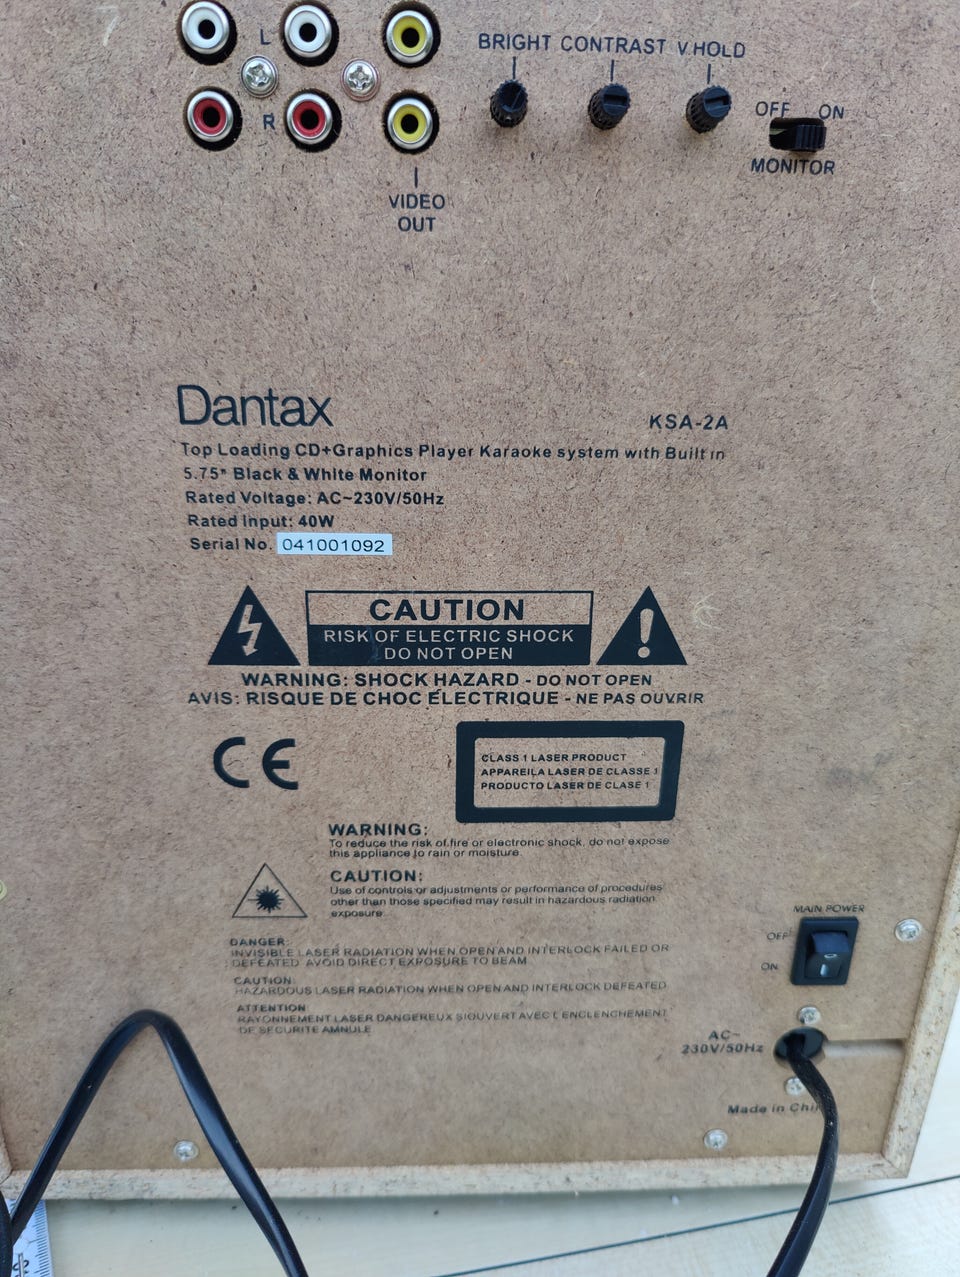 L
R
VIDEO
OUT
BRIGHT CONTRAST V.HOLD
OFF ON
MONITOR
Dantax
KSA-2A
Top Loading CD+Graphics Player Karaoke system with Built in
5.75" Black & White Monitor
Rated Voltage: AC~230V/50Hz
Rated Input: 40W
Serial No. 041001092
CAUTION
RISK OF ELECTRIC SHOCK
DO NOT OPEN
WARNING: SHOCK HAZARD - DO NOT OPEN
AVIS: RISQUE DE CHOC ÉLECTRIQUE - NE PAS OUVRIR
CE
CLASS 1 LASER PRODUCT
APPAREILA LASER DE CLASSE 1
PRODUCTO LASER DE CLASE 1
WARNING:
To reduce the risk of fire or electronic shock, do not expose
this appliance to rain or moisture.
CAUTION:
Use of controls or adjustments or performance of procedures
other than those specified may result in hazardous radiation
exposure
DANGER:
INVISIBLE LASER RADIATION WHEN OPEN AND INTERLOCK FAILED OR
DEFEATED. AVOID DIRECT EXPOSURE TO BEAM
CAUTION:
HAZARDOUS LASER RADIATION WHEN OPEN AND INTERLOCK DEFEATED
ATTENTION
RAYONNEMENT LASER DANGEREUX SIOUVERT AVEC L ENCLENCHEMENT
DE SECURITE AMNULE
MAIN POWER
OFF
ON
AC~
230V/50Hz
Made in Chi